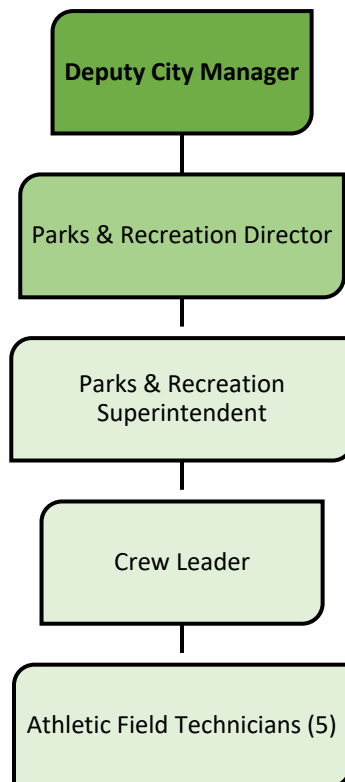 Deputy City Manager
Parks & Recreation Director
Parks & Recreation
Superintendent
Crew Leader
Athletic Field Technicians (5)